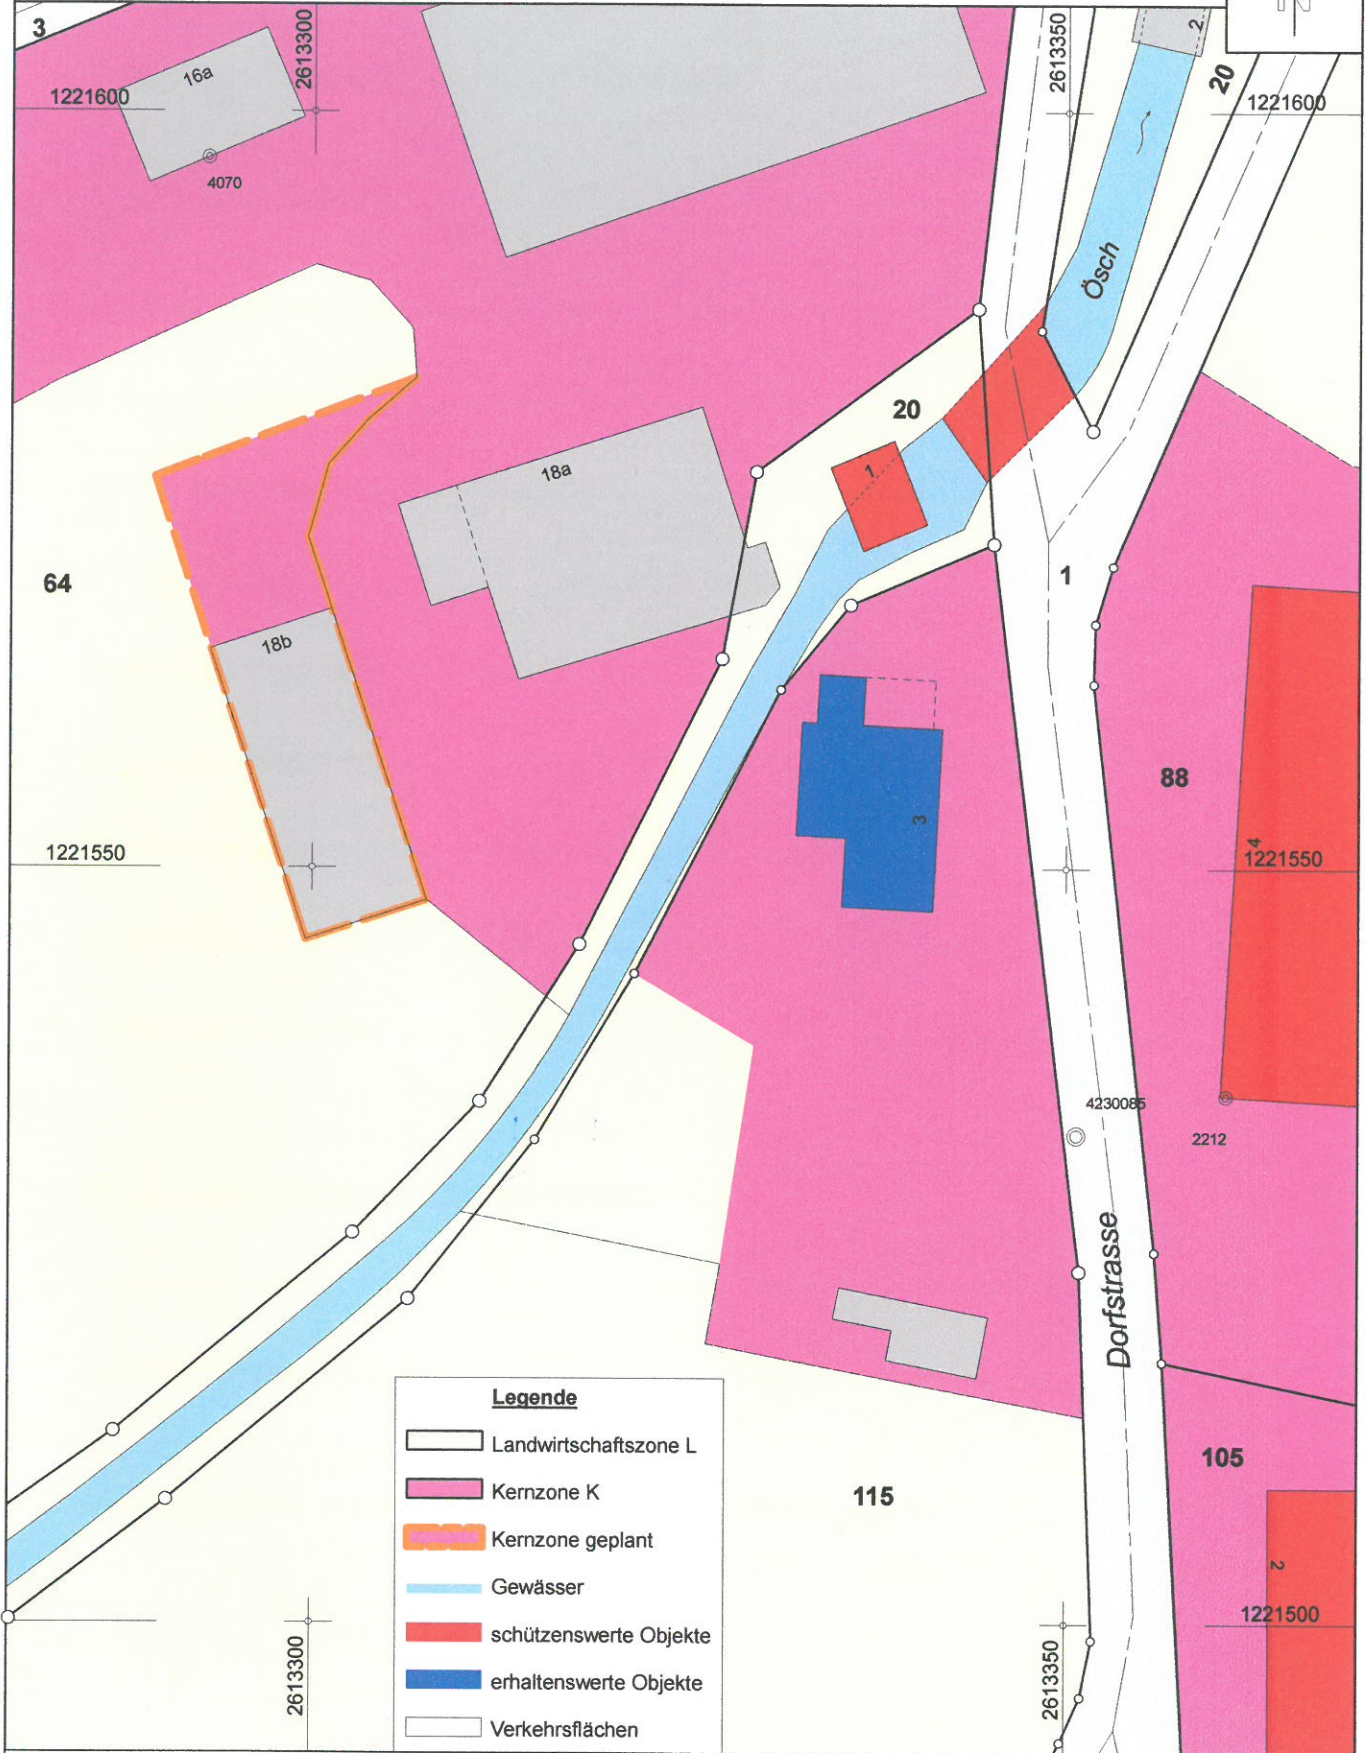 3
16a
2613300
2613350
2
20
1221600
1221600
4070
Ösch
20
1
18a
64
1
18b
88
3
4
1221550
1221550
4230085
2212
Dorfstrasse
105
115
2
1221500
2613300
2613350
Legende
Landwirtschaftszone L
Kernzone K
Kernzone geplant
Gewässer
schützenswerte Objekte
erhaltenswerte Objekte
Verkehrsflächen